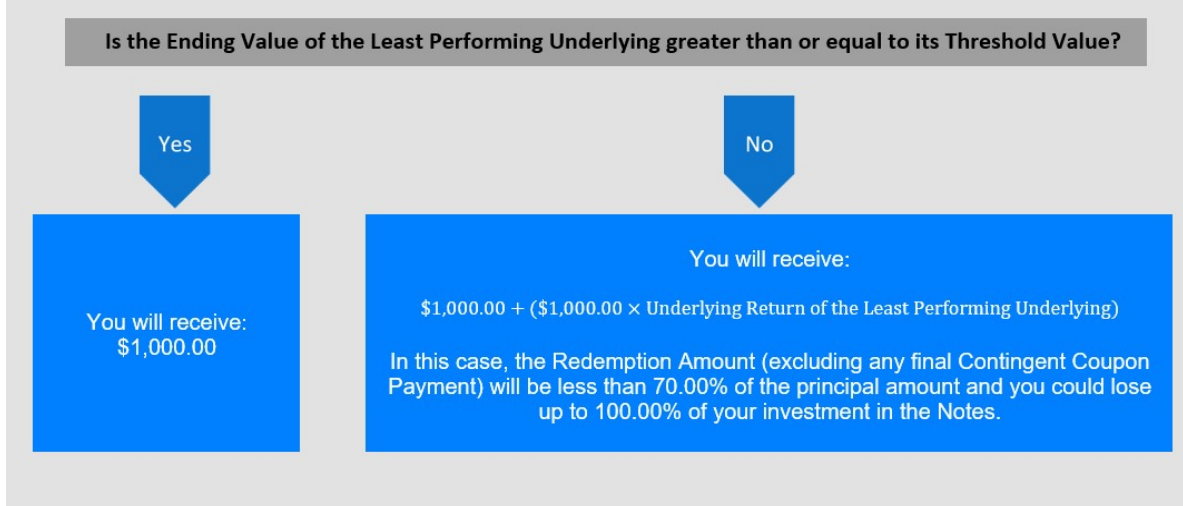 Is the Ending Value of the Least Performing Underlying greater than or equal to its Threshold Value?
Yes
No
You will receive:
$1,000.00
You will receive:
$1,000.00 + ($1,000.00 × Underlying Return of the Least Performing Underlying)
In this case, the Redemption Amount (excluding any final Contingent Coupon
Payment) will be less than 70.00% of the principal amount and you could lose
up to 100.00% of your investment in the Notes.